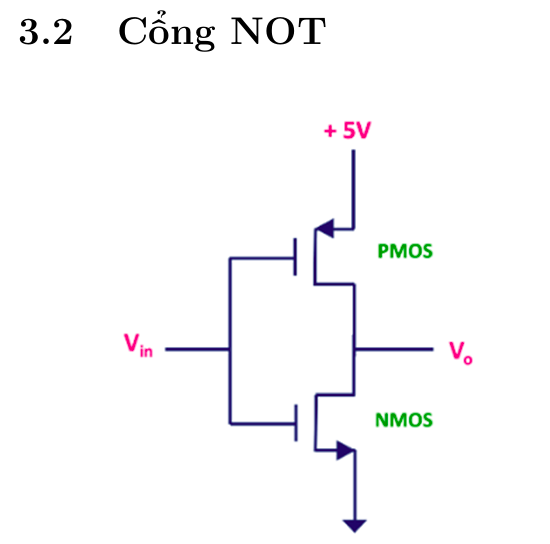 3.2 Cổng NOT
+ 5V
PMOS
Vin
Vo
NMOS